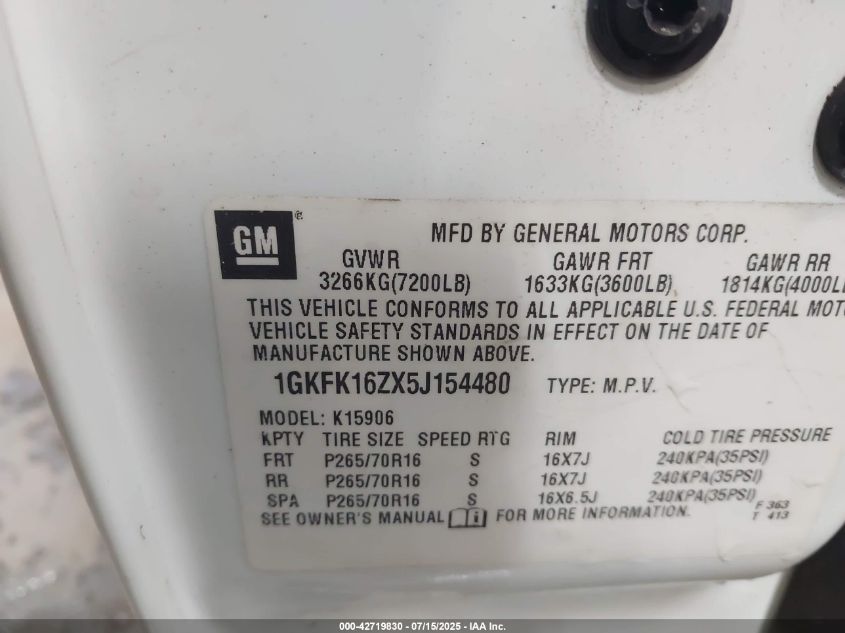 GM ®
MFD BY GENERAL MOTORS CORP.
GVWR GAWR FRT GAWR RR
3266KG(7200LB) 1633KG(3600LB) 1814KG(4000L
THIS VEHICLE CONFORMS TO ALL APPLICABLE U.S. FEDERAL MOT
VEHICLE SAFETY STANDARDS IN EFFECT ON THE DATE OF
MANUFACTURE SHOWN ABOVE.
1GKFK16ZX5J154480 TYPE: M.P.V.
MODEL: K15906
KPTY TIRE SIZE SPEED RTG RIM COLD TIRE PRESSURE
FRT P265/70R16 S 16X7J 240KPA(35PSI)
RR P265/70R16 S 16X7J 240KPA(35PSI)
SPA P265/70R16 S 16X6.5J 240KPA(35PSI)
SEE OWNER'S MANUAL FOR MORE INFORMATION.
F 363
T 413
000-42719830 - 07/15/2025 - IAA Inc.